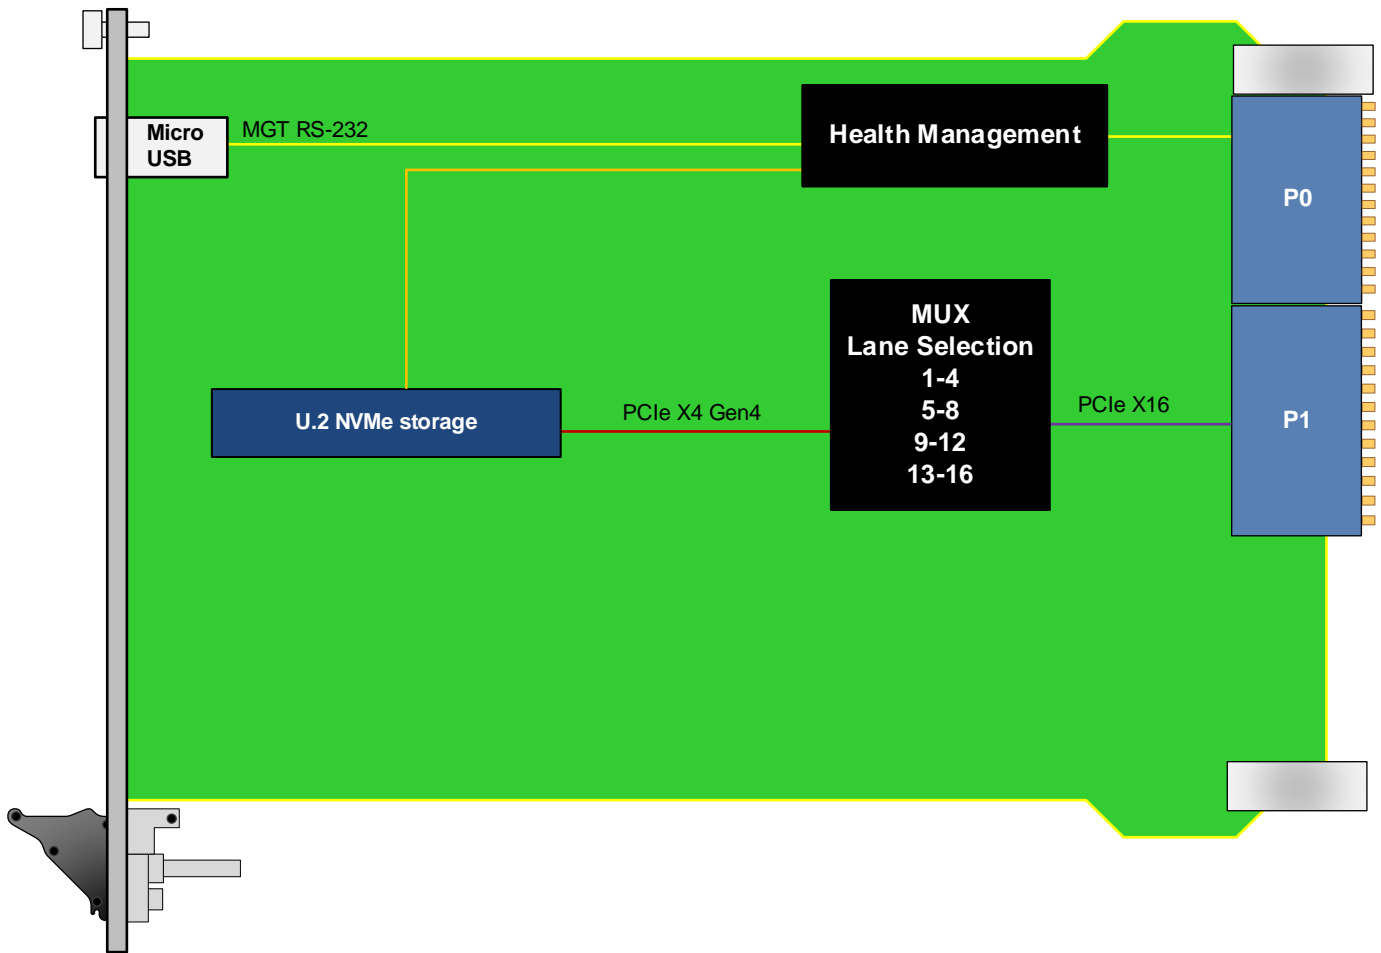 Micro
USB
MGT RS-232
Health Management
P0
MUX
Lane Selection
1-4
5-8
9-12
13-16
U.2 NVMe storage
PCIe X4 Gen4
PCIe X16
P1